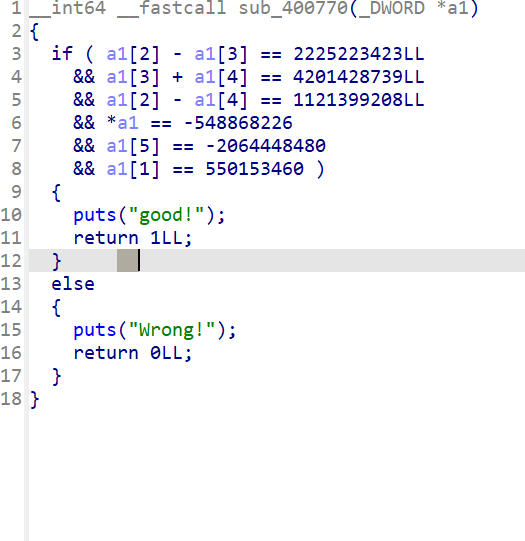 1 __int64 __fastcall sub_400770(_DWORD *a1)
2 {
3   if ( a1[2] - a1[3] == 2225223423LL
4     && a1[3] + a1[4] == 4201428739LL
5     && a1[2] - a1[4] == 1121399208LL
6     && *a1 == -548868226
7     && a1[5] == -2064448480
8     && a1[1] == 550153460 )
9   {
10     puts("good!");
11     return 1LL;
12   }
13   else
14   {
15     puts("Wrong!");
16     return 0LL;
17   }
18 }